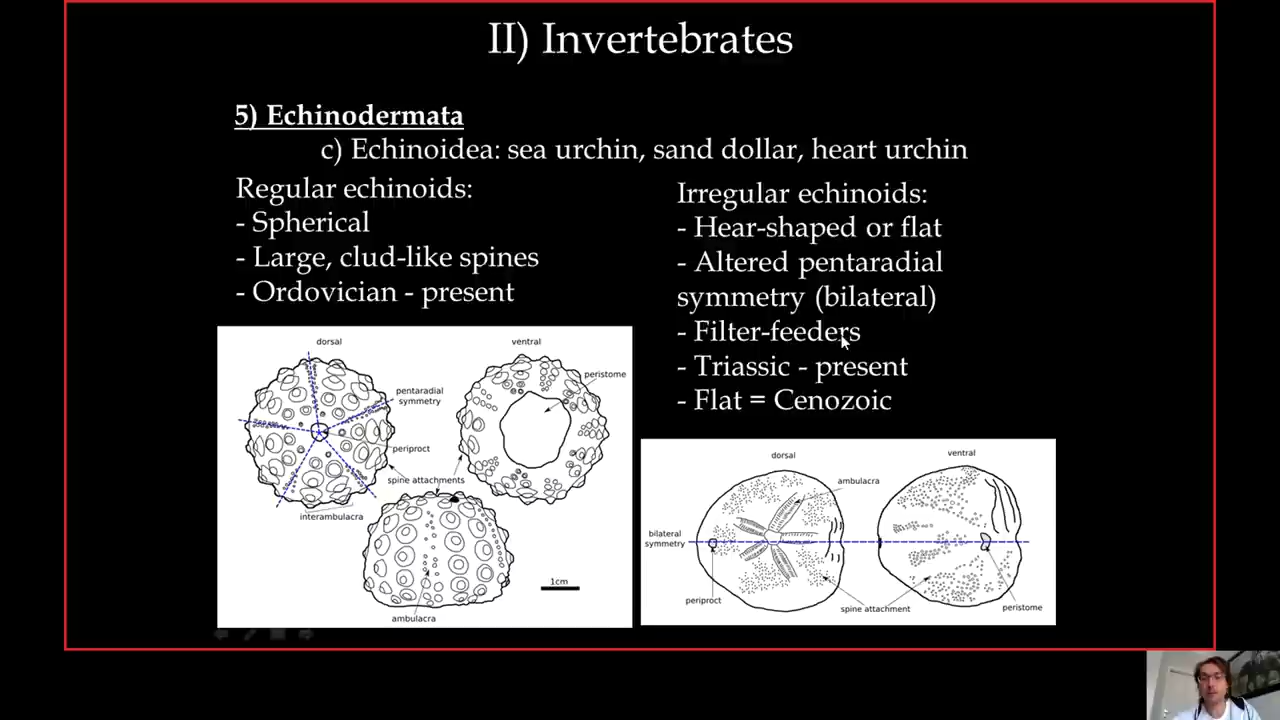 II) Invertebrates
5) Echinodermata
c) Echinoidea: sea urchin, sand dollar, heart urchin
Regular echinoids:
- Spherical
- Large, clud-like spines
- Ordovician - present
Irregular echinoids:
- Hear-shaped or flat
- Altered pentaradial
symmetry (bilateral)
- Filter-feeders
- Triassic - present
- Flat = Cenozoic
dorsal
ventral
peristome
pentaradial
symmetry
periproct
spine attachments
interambulacra
1cm
ambulacra
dorsal
ventral
ambulacra
bilateral
symmetry
periproct
spine attachment
peristome